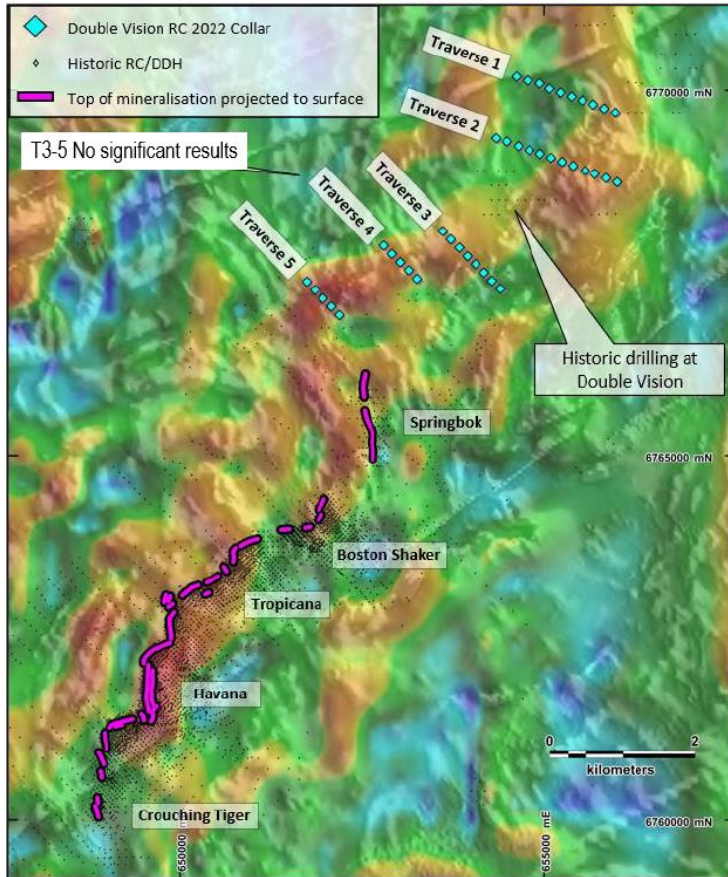 Double Vision RC 2022 Collar
Historic RC/DDH
Top of mineralisation projected to surface
Traverse 1
6770000 mN
Traverse 2
T3-5 No significant results
Traverse 3
Traverse 4
Traverse 5
Historic drilling at
Double Vision
Springbok
6765000 mN
Boston Shaker
Tropicana
Havana
0
2
kilometers
Crouching Tiger
6760000 mN
650000 mE
655000 mE